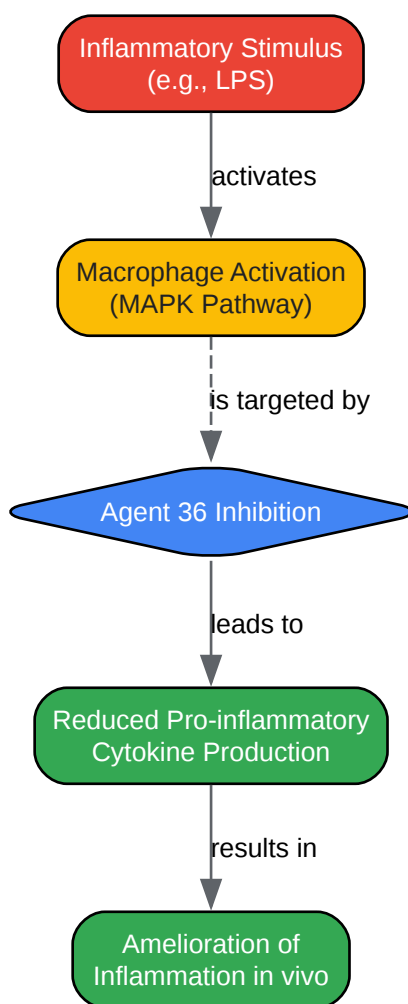 Inflammatory Stimulus
(e.g., LPS)
activates
Macrophage Activation
(MAPK Pathway)
is targeted by
Agent 36 Inhibition
leads to
Reduced Pro-inflammatory
Cytokine Production
results in
Amelioration of
Inflammation in vivo